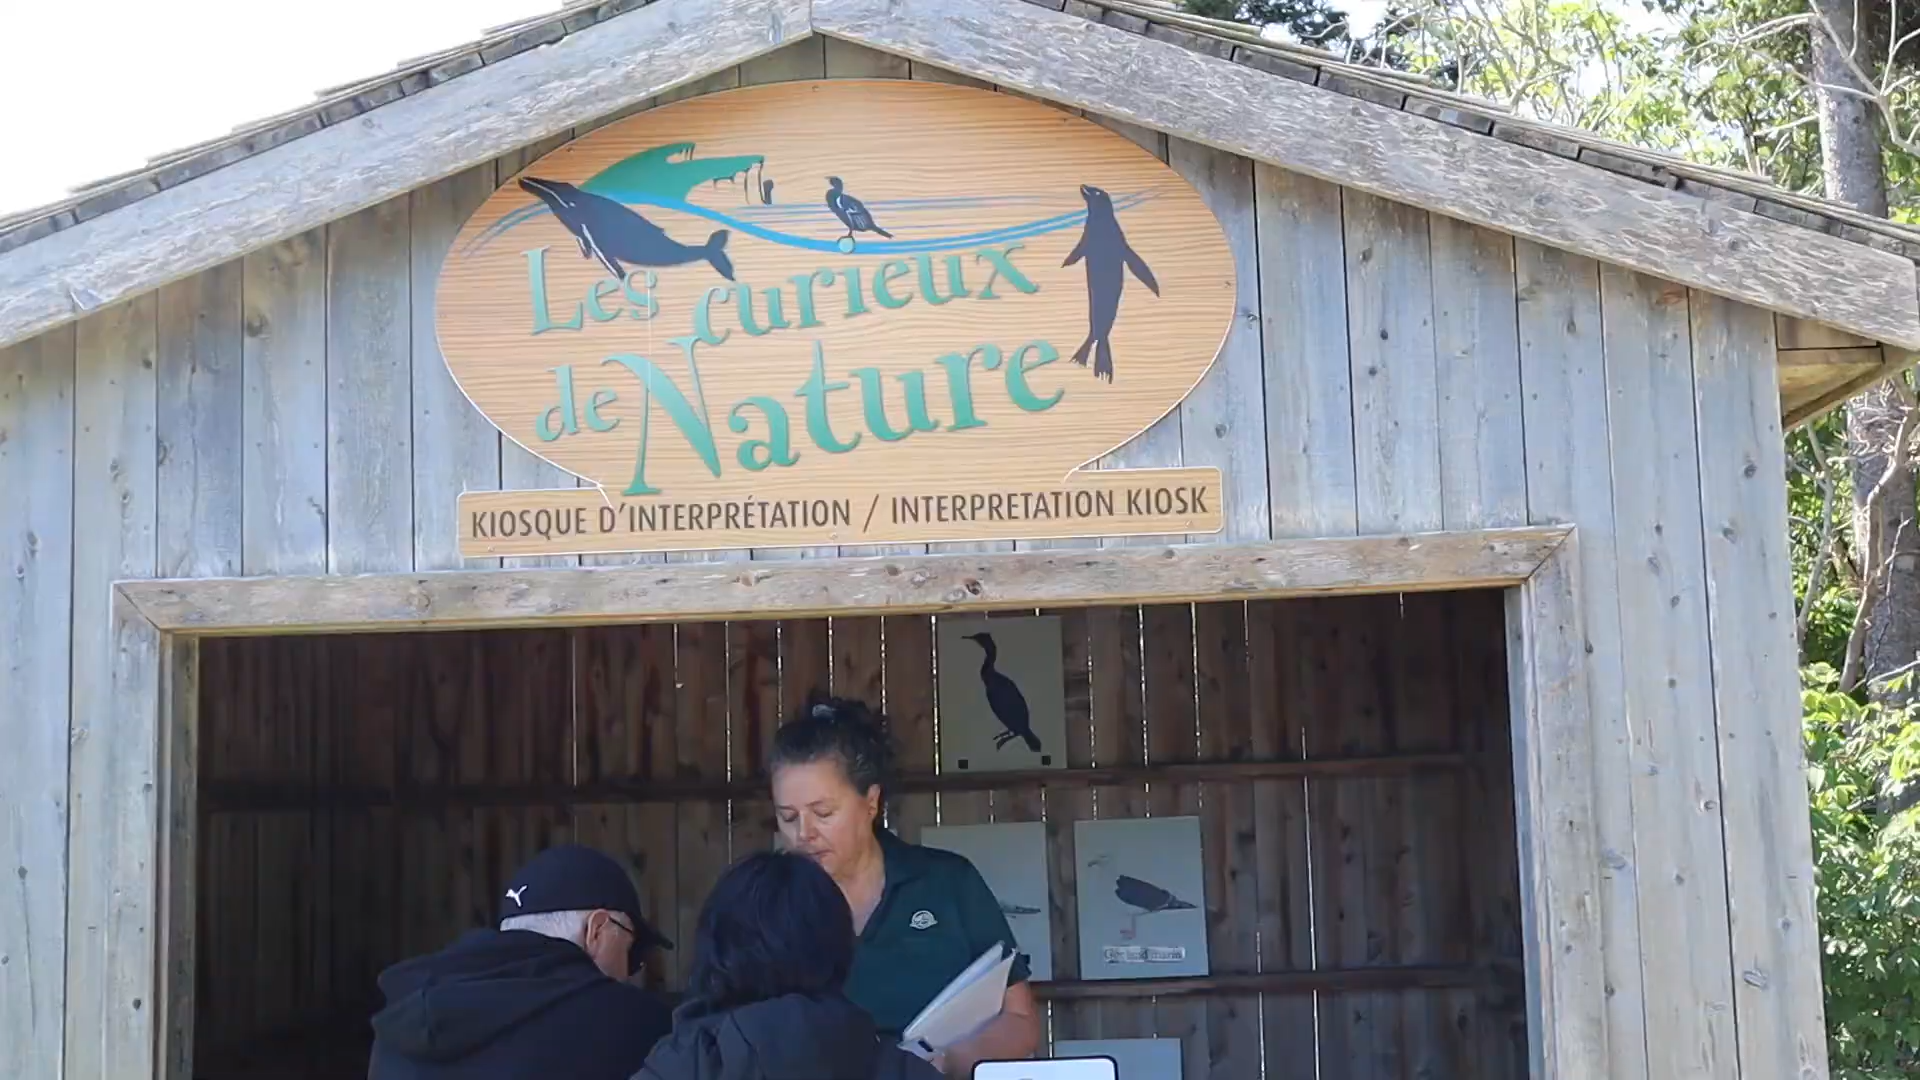 Les curieux
de Nature
KIOSQUE D'INTERPRÉTATION / INTERPRETATION KIOSK